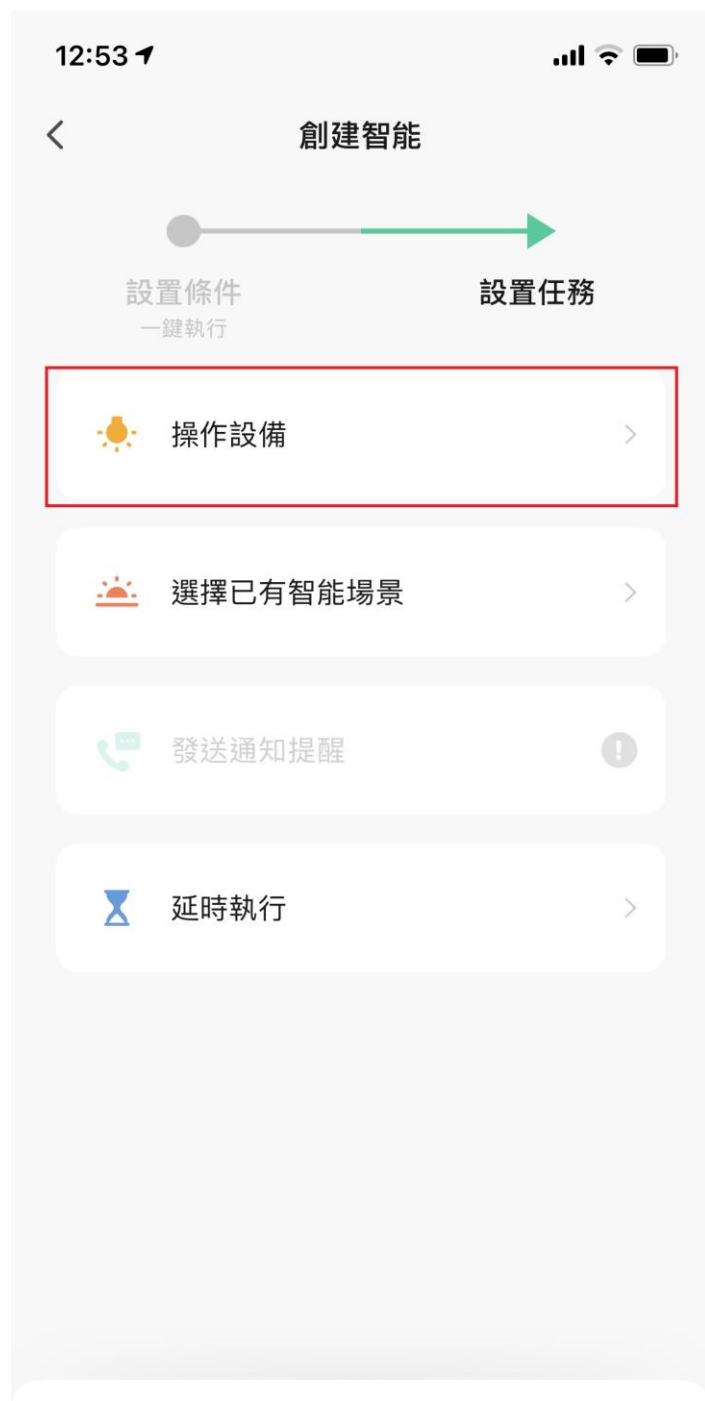 12:53
創建智能
設置條件
設置任務
一鍵執行
操作設備
選擇已有智能場景
發送通知提醒
延時執行